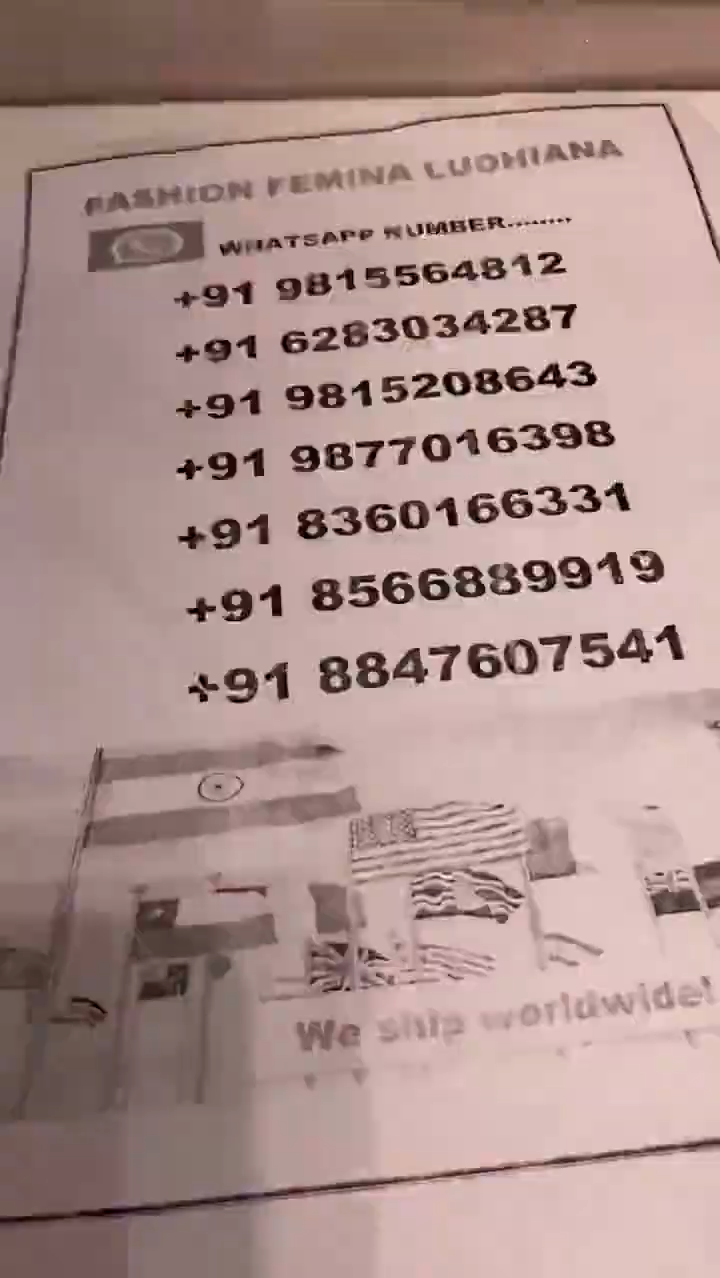 FASHION FEMINA LUDHIANA
WHATSAPP NUMBER........
+91 9815564812
+91 6283034287
+91 9815208643
+91 9877016398
+91 8360166331
+91 8566889919
+91 8847607541
We ship worldwide!